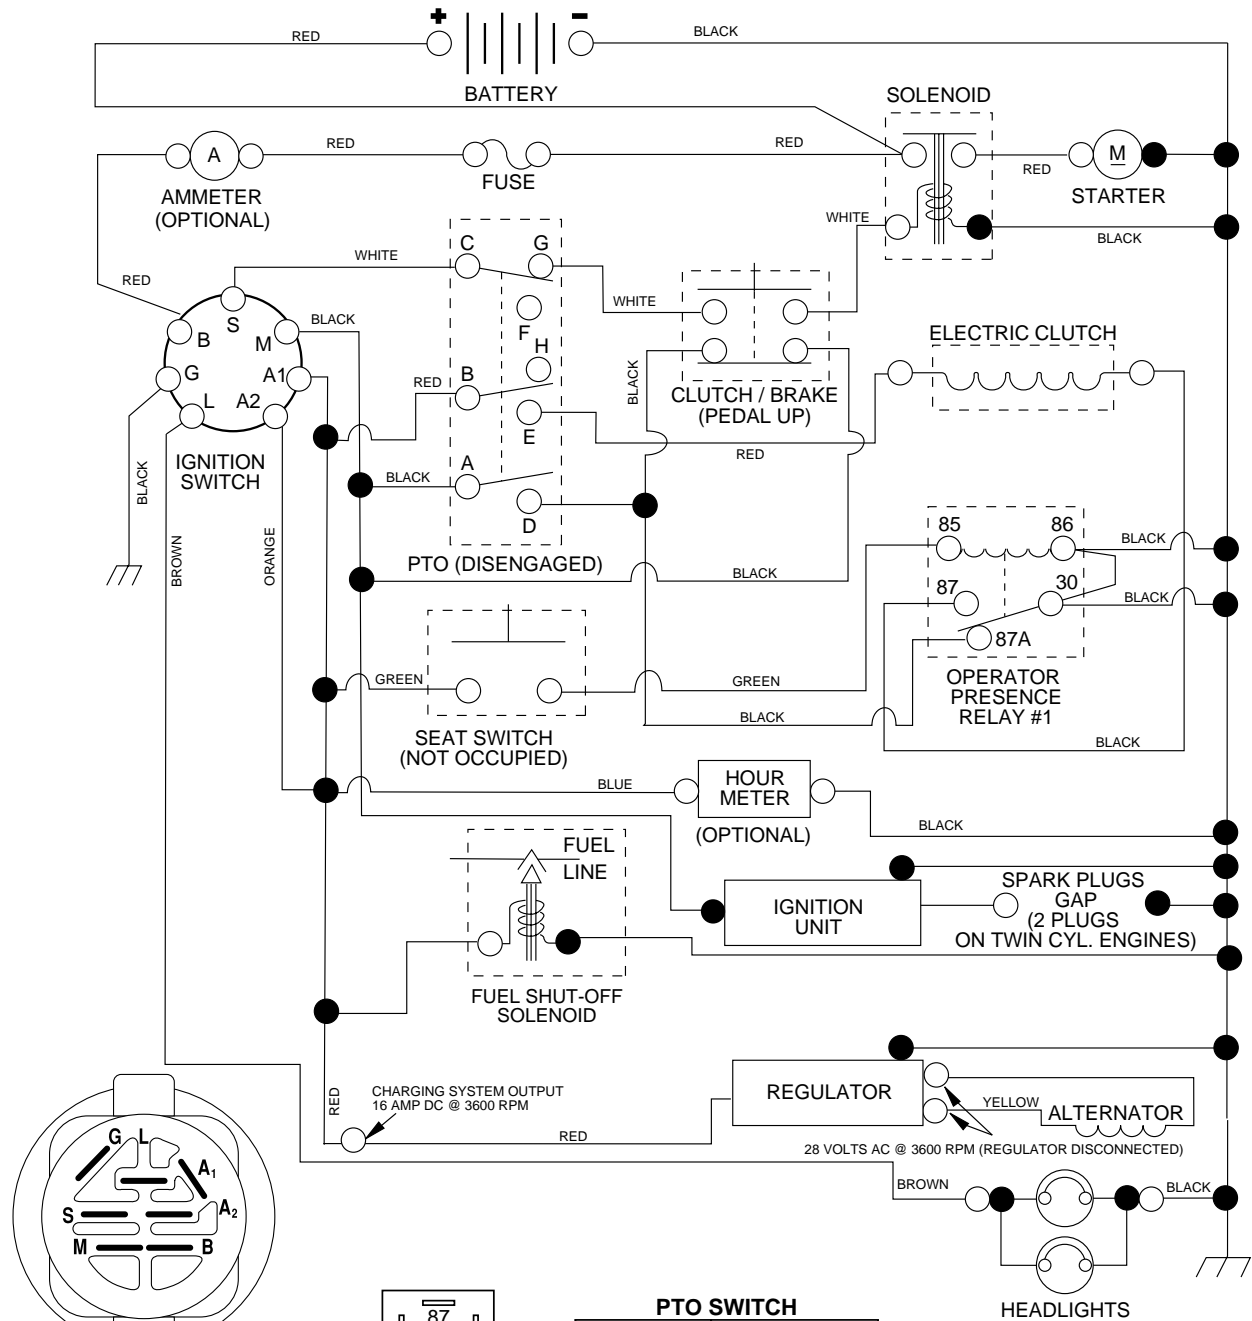 RED
+
-
BLACK
BATTERY
SOLENOID
A
RED
RED
RED
M
AMMETER
(OPTIONAL)
FUSE
STARTER
WHITE
BLACK
C
G
WHITE
RED
S
B
M
BLACK
F
H
WHITE
ELECTRIC CLUTCH
G
A1
L
A2
RED
B
BLACK
CLUTCH / BRAKE
(PEDAL UP)
E
RED
IGNITION
SWITCH
A
BLACK
BLACK
D
85
86
BLACK
PTO (DISENGAGED)
BROWN
ORANGE
BLACK
87
30
BLACK
87A
GREEN
GREEN
OPERATOR
PRESENCE
RELAY #1
BLACK
SEAT SWITCH
(NOT OCCUPIED)
BLACK
BLUE
HOUR
METER
(OPTIONAL)
BLACK
FUEL
LINE
IGNITION
UNIT
SPARK PLUGS
GAP
(2 PLUGS
ON TWIN CYL. ENGINES)
FUEL SHUT-OFF
SOLENOID
RED
CHARGING SYSTEM OUTPUT
16 AMP DC @ 3600 RPM
REGULATOR
YELLOW
ALTERNATOR
RED
28 VOLTS AC @ 3600 RPM (REGULATOR DISCONNECTED)
G
L
A1
A2
S
M
B
BROWN
BLACK
HEADLIGHTS
87
PTO SWITCH